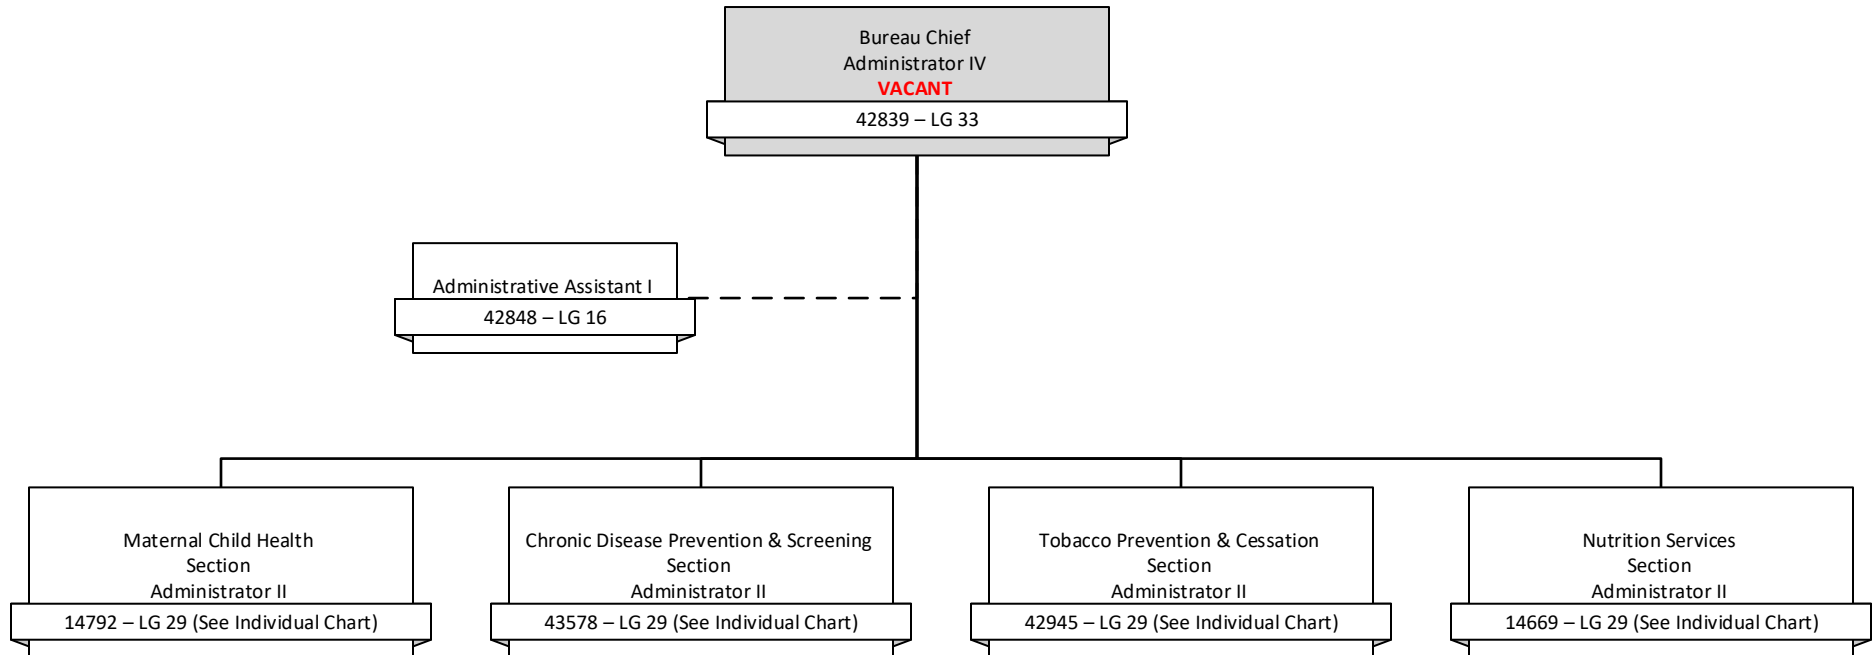 Bureau Chief
Administrator IV
VACANT
42839 – LG 33
Administrative Assistant I
42848 – LG 16
Maternal Child Health
Section
Administrator II
14792 – LG 29 (See Individual Chart)
Chronic Disease Prevention & Screening
Section
Administrator II
43578 – LG 29 (See Individual Chart)
Tobacco Prevention & Cessation
Section
Administrator II
42945 – LG 29 (See Individual Chart)
Nutrition Services
Section
Administrator II
14669 – LG 29 (See Individual Chart)